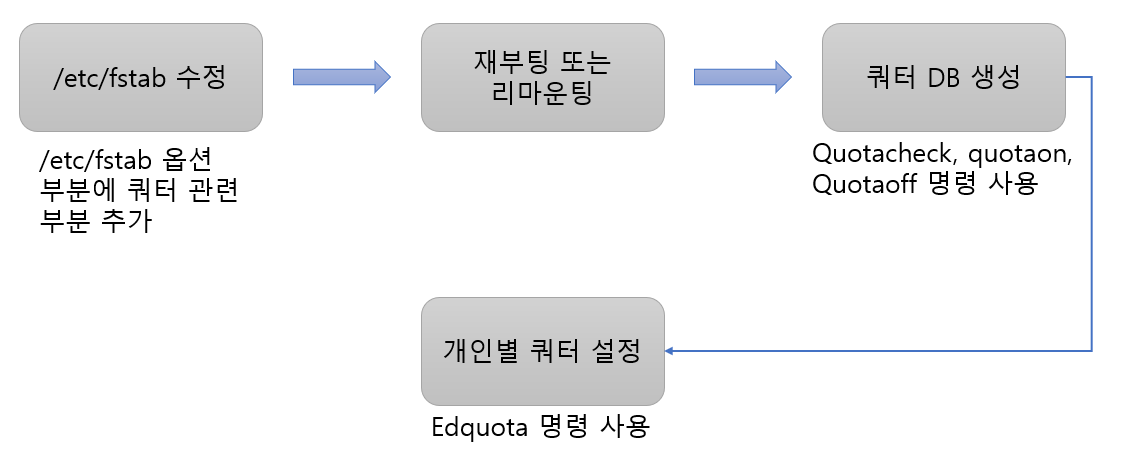 /etc/fstab 수정
/etc/fstab 옵션
부분에 쿼터 관련
부분 추가
재부팅 또는
리마운팅
쿼터 DB 생성
Quotacheck, quotaon,
Quotaoff 명령 사용
개인별 쿼터 설정
Edquota 명령 사용